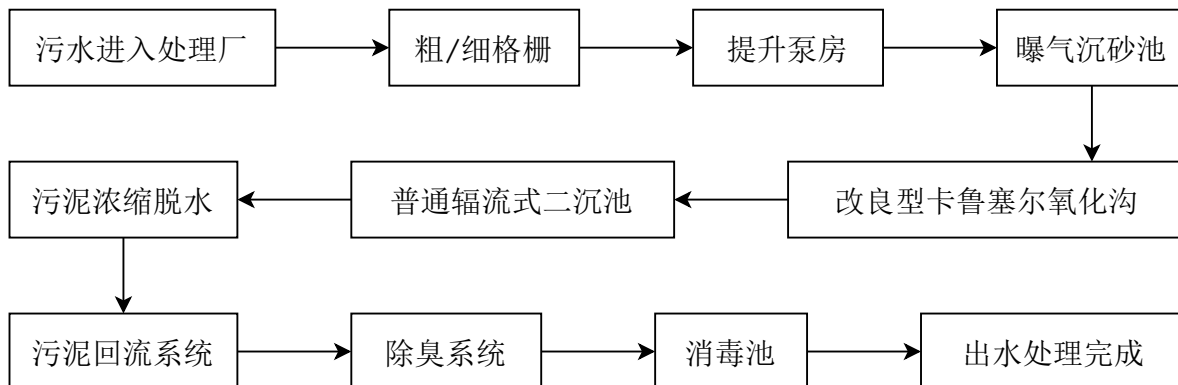 污水进入处理厂
粗/细格栅
提升泵房
曝气沉砂池
改良型卡鲁塞尔氧化沟
普通辐流式二沉池
污泥浓缩脱水
污泥回流系统
除臭系统
消毒池
出水处理完成